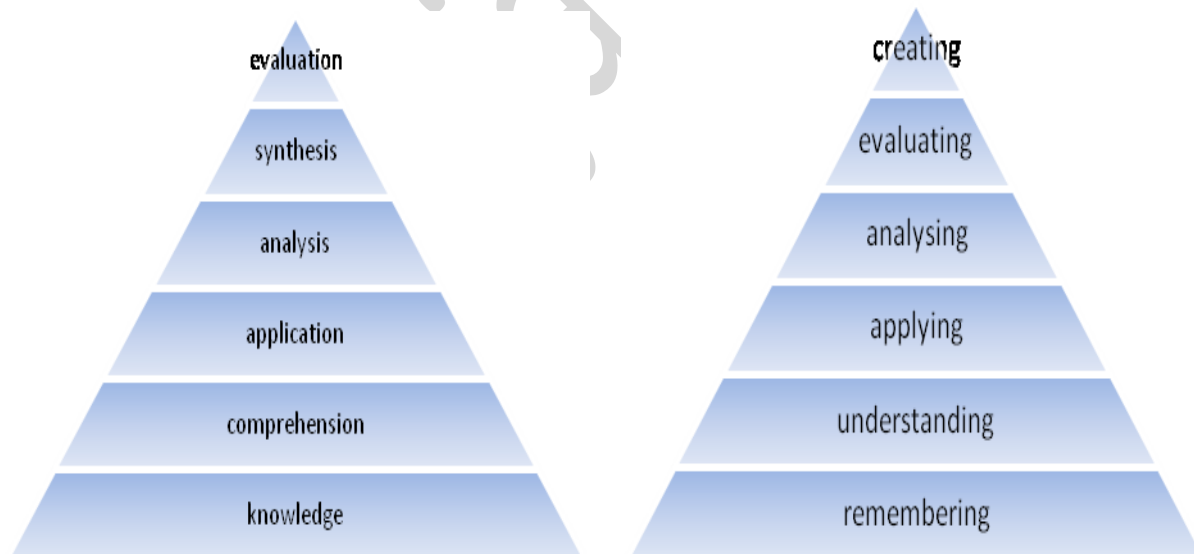 evaluation
synthesis
analysis
application
comprehension
knowledge
creating
evaluating
analysing
applying
understanding
remembering